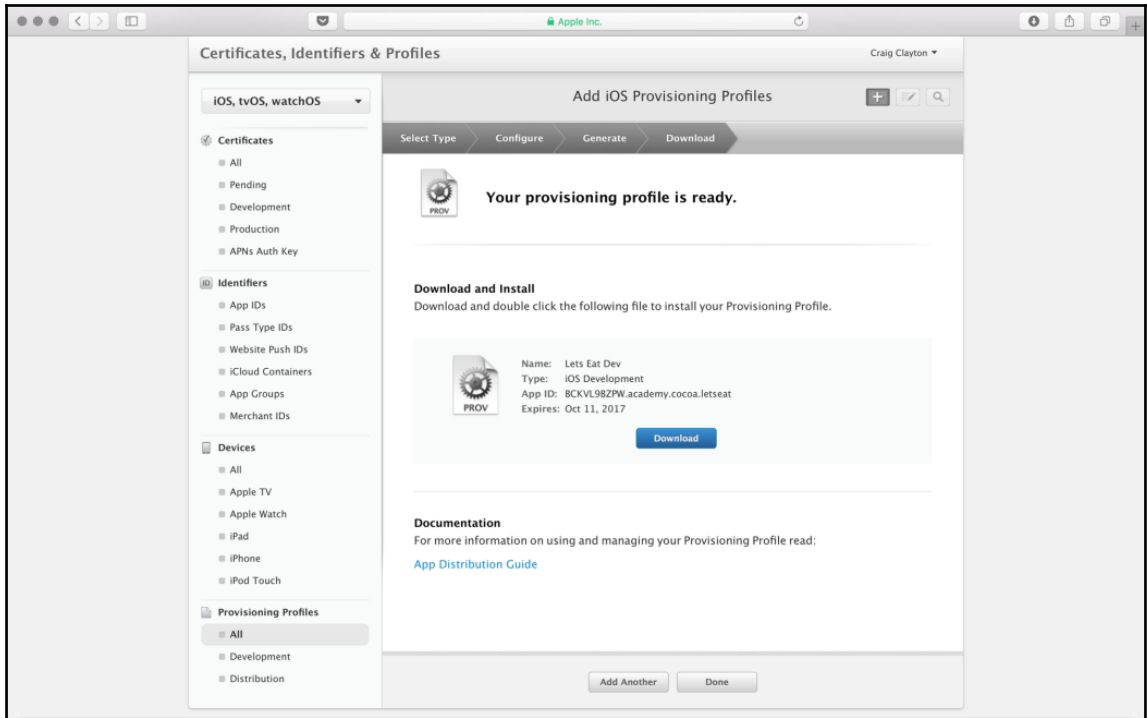 Apple Inc.
Certificates, Identifiers & Profiles
Craig Clayton
iOS, tvOS, watchOS
Certificates
All
Pending
Development
Production
APNs Auth Key
ID Identifiers
App IDs
Pass Type IDs
Website Push IDs
iCloud Containers
App Groups
Merchant IDs
Devices
All
Apple TV
Apple Watch
iPad
iPhone
iPod Touch
Provisioning Profiles
All
Development
Distribution
Add iOS Provisioning Profiles
Select Type Configure Generate Download
PROV
Your provisioning profile is ready.
Download and Install
Download and double click the following file to install your Provisioning Profile.
PROV
Name: Lets Eat Dev
Type: iOS Development
App ID: BCKVL9BZPW.academy.cocoa.letseat
Expires: Oct 11, 2017
Download
Documentation
For more information on using and managing your Provisioning Profile read:
App Distribution Guide
Add Another Done